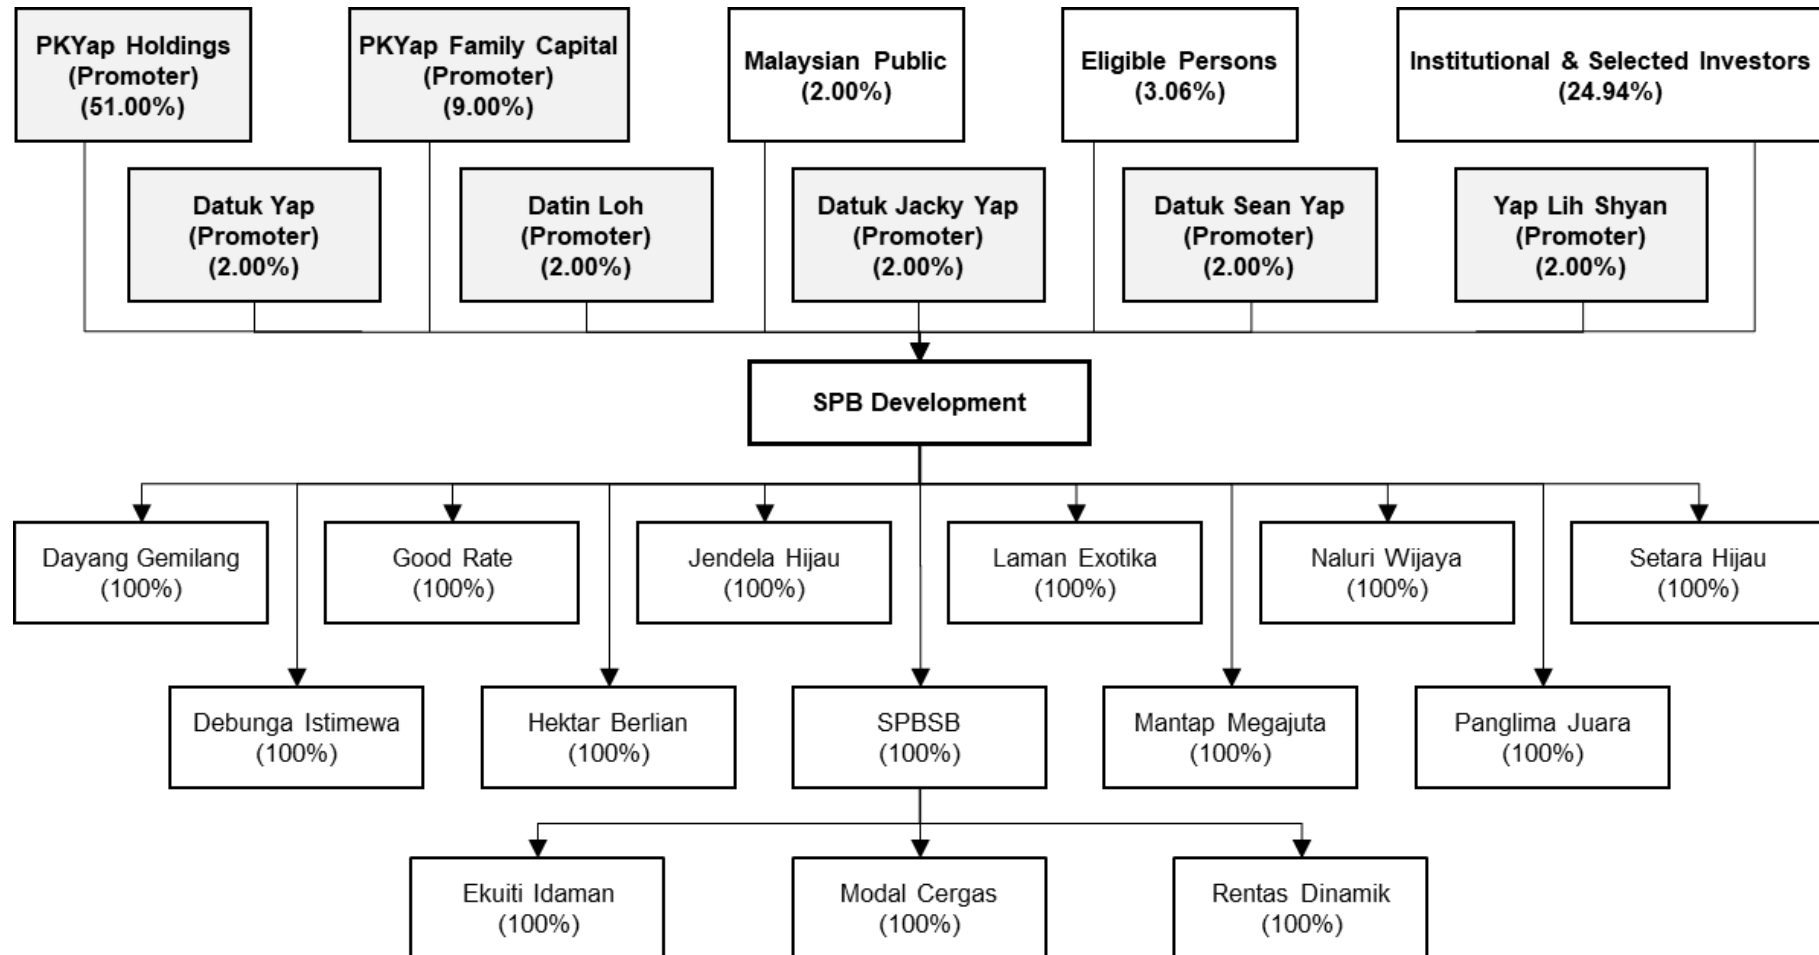 PKYap Holdings
(Promoter)
(51.00%)
PKYap Family Capital
(Promoter)
(9.00%)
Malaysian Public
(2.00%)
Eligible Persons
(3.06%)
Institutional & Selected Investors
(24.94%)
Datuk Yap
(Promoter)
(2.00%)
Datin Loh
(Promoter)
(2.00%)
Datuk Jacky Yap
(Promoter)
(2.00%)
Datuk Sean Yap
(Promoter)
(2.00%)
Yap Lih Shyan
(Promoter)
(2.00%)
SPB Development
Dayang Gemilang
(100%)
Good Rate
(100%)
Jendela Hijau
(100%)
Laman Exotika
(100%)
Naluri Wijaya
(100%)
Setara Hijau
(100%)
Debunga Istimewa
(100%)
Hektar Berlian
(100%)
SPBSB
(100%)
Mantap Megajuta
(100%)
Panglima Juara
(100%)
Ekuiti Idaman
(100%)
Modal Cergas
(100%)
Rentas Dinamik
(100%)